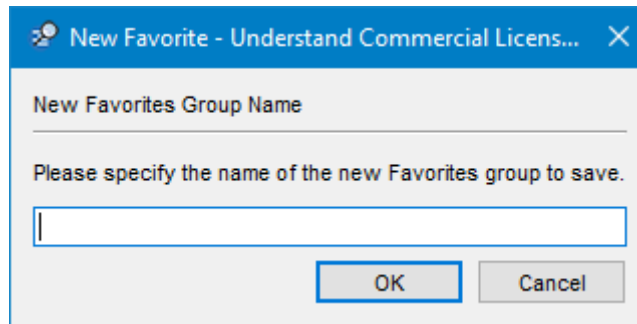 New Favorite - Understand Commercial Licens...
New Favorites Group Name
Please specify the name of the new Favorites group to save.
OK Cancel